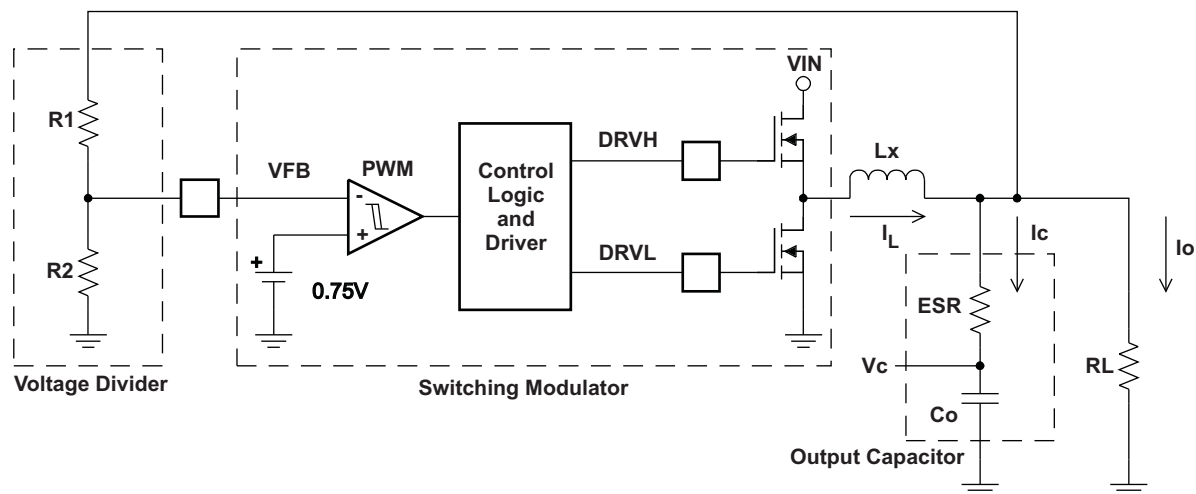 VIN
R1
DRVH
Lx
VFB
PWM
Control
Logic
and
Driver
-
+
I_L
Ic
Io
R2
+
0.75V
DRVL
ESR
Vc
RL
Co
Voltage Divider
Switching Modulator
Output Capacitor